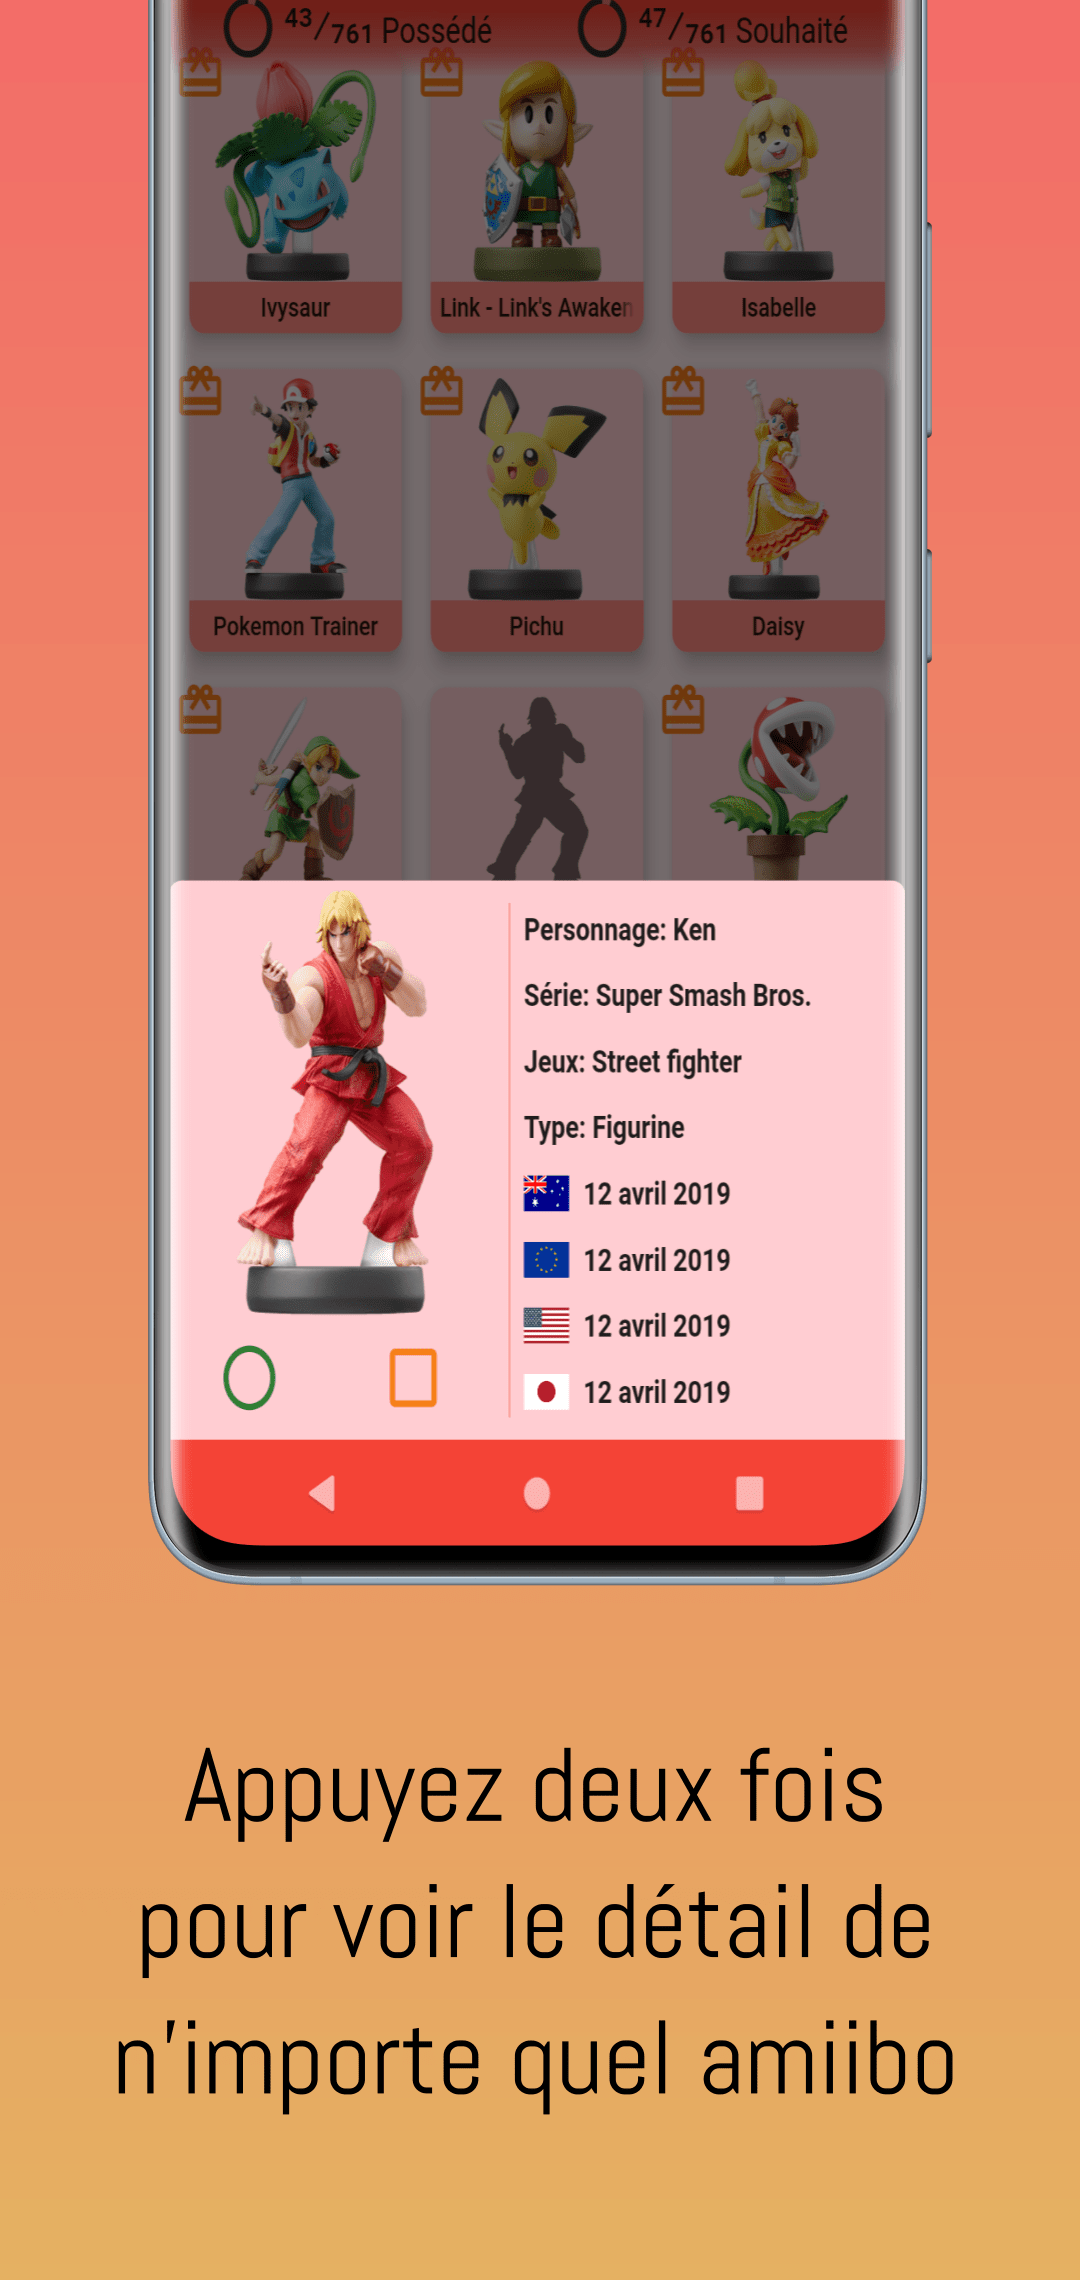 43/761 Possédé
47/761 Souhaité
Ivysaur
Link - Link's Awaken
Isabelle
Pokemon Trainer
Pichu
Daisy
Personnage: Ken
Série: Super Smash Bros.
Jeux: Street fighter
Type: Figurine
12 avril 2019
12 avril 2019
12 avril 2019
12 avril 2019
Appuyez deux fois
pour voir le détail de
n'importe quel amiibo